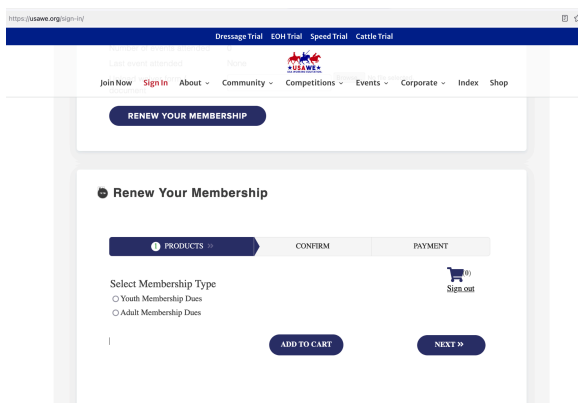 https://usawe.org/sign-in/
Dressage Trial EOH Trial Speed Trial Cattle Trial
Last event attended None
★USAWE★
Join Now Sign In About Community Competitions Events Corporate Index Shop
document
RENEW YOUR MEMBERSHIP
Renew Your Membership
1 PRODUCTS >> CONFIRM PAYMENT
(0)
Select Membership Type Sign out
Youth Membership Dues
Adult Membership Dues
ADD TO CART NEXT >>